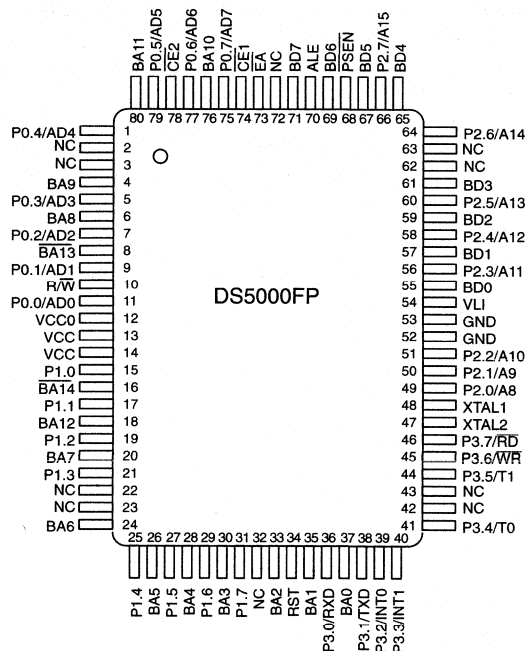 BA11
P0.5/AD5
C̅E̅2̅
P0.6/AD6
BA10
P0.7/AD7
C̅E̅1̅
E̅A̅
NC
BD7
ALE
BD6
P̅S̅E̅N̅
BD5
P2.7/A15
BD4
80 79 78 77 76 75 74 73 72 71 70 69 68 67 66 65
P0.4/AD4 1 64 P2.6/A14
NC 2 63 NC
NC 3 62 NC
BA9 4 61 BD3
P0.3/AD3 5 60 P2.5/A13
BA8 6 59 BD2
P0.2/AD2 7 58 P2.4/A12
B̅A̅1̅3̅ 8 57 BD1
P0.1/AD1 9 56 P2.3/A11
R/W̅ 10 55 BD0
P0.0/AD0 11 54 VLI
DS5000FP
VCC0 12 53 GND
VCC 13 52 GND
VCC 14 51 P2.2/A10
P1.0 15 50 P2.1/A9
B̅A̅1̅4̅ 16 49 P2.0/A8
P1.1 17 48 XTAL1
BA12 18 47 XTAL2
P1.2 19 46 P3.7/R̅D̅
BA7 20 45 P3.6/W̅R̅
P1.3 21 44 P3.5/T1
NC 22 43 NC
NC 23 42 NC
BA6 24 41 P3.4/T0
25 26 27 28 29 30 31 32 33 34 35 36 37 38 39 40
P1.4
BA5
P1.5
BA4
P1.6
BA3
P1.7
NC
BA2
RST
BA1
P3.0/RXD
BA0
P3.1/TXD
P3.2/INT0
P3.3/INT1